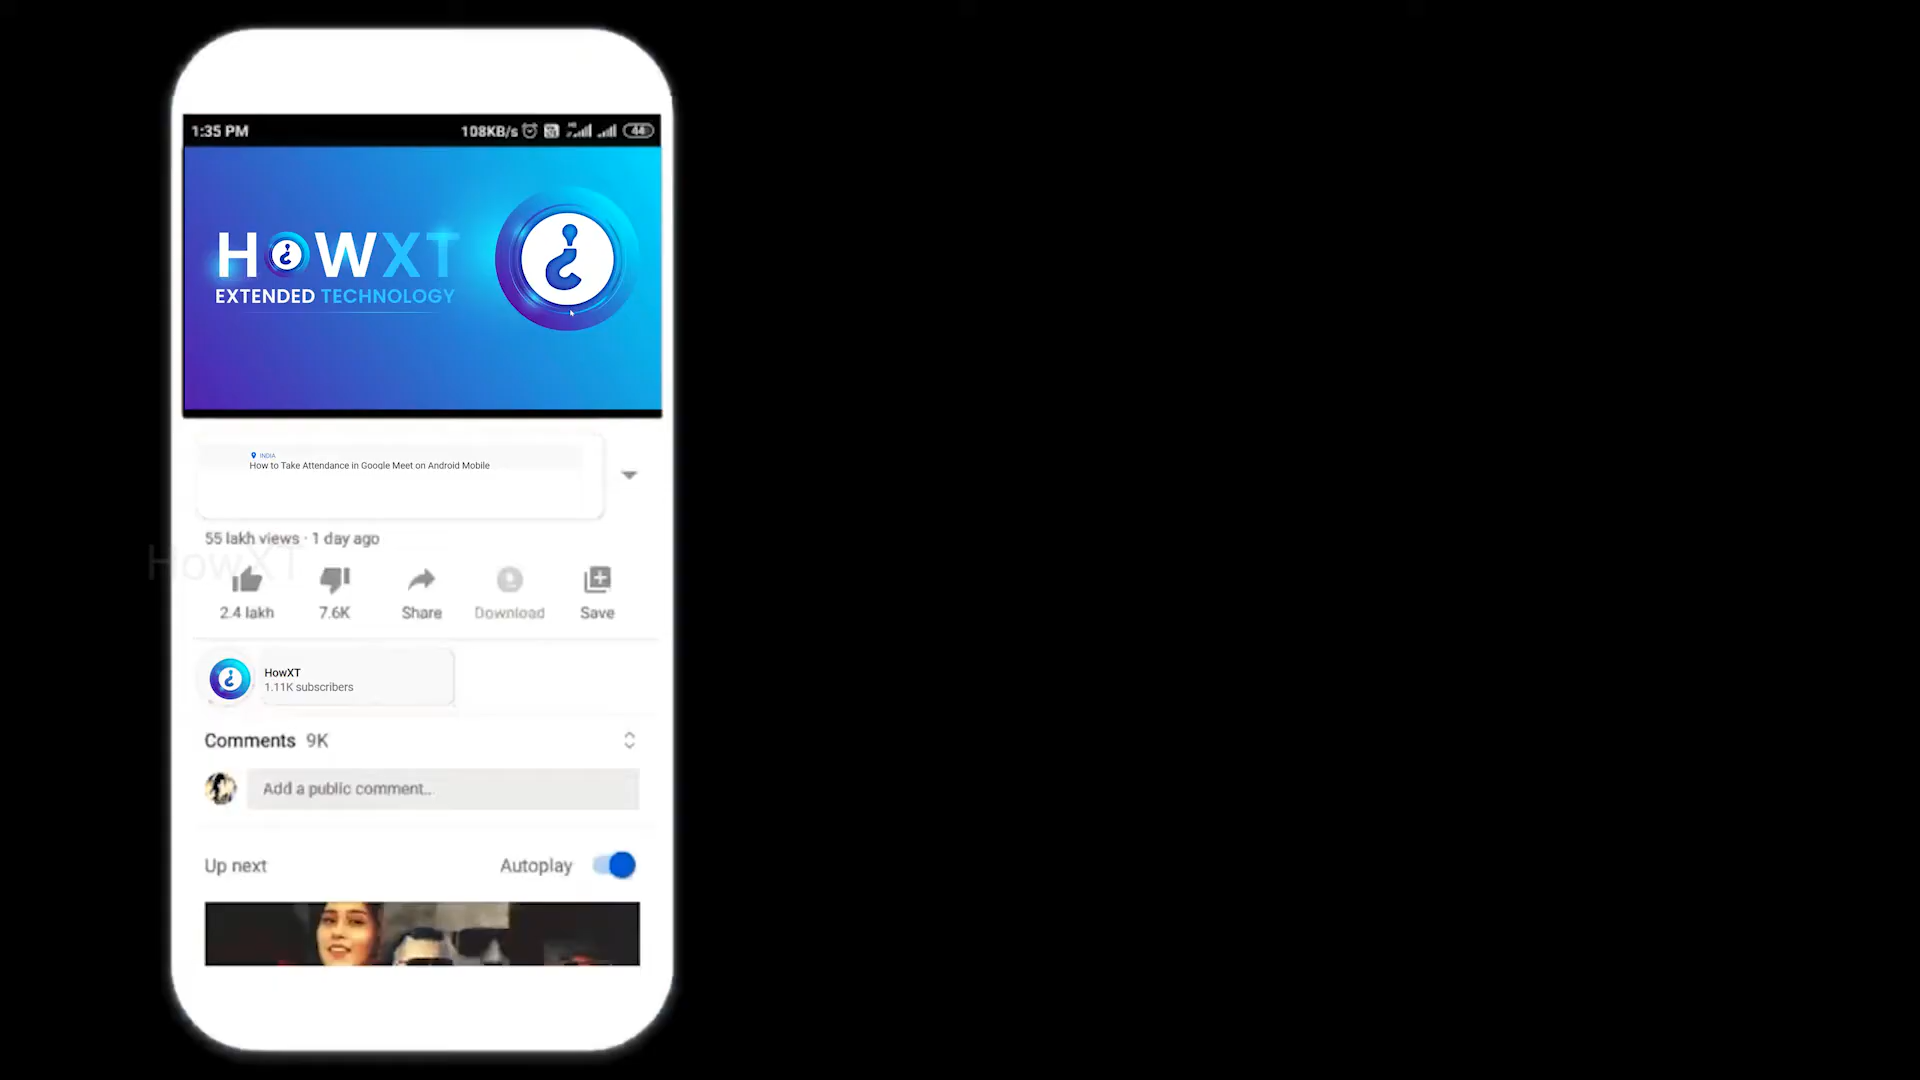 1:35 PM 108KB/s 44
HOWXT
EXTENDED TECHNOLOGY
INDIA
How to Take Attendance in Google Meet on Android Mobile
55 lakh views · 1 day ago
HowXT
2.4 lakh 7.6K Share Download Save
HowXT
1.11K subscribers
Comments 9K
Add a public comment..
Up next Autoplay